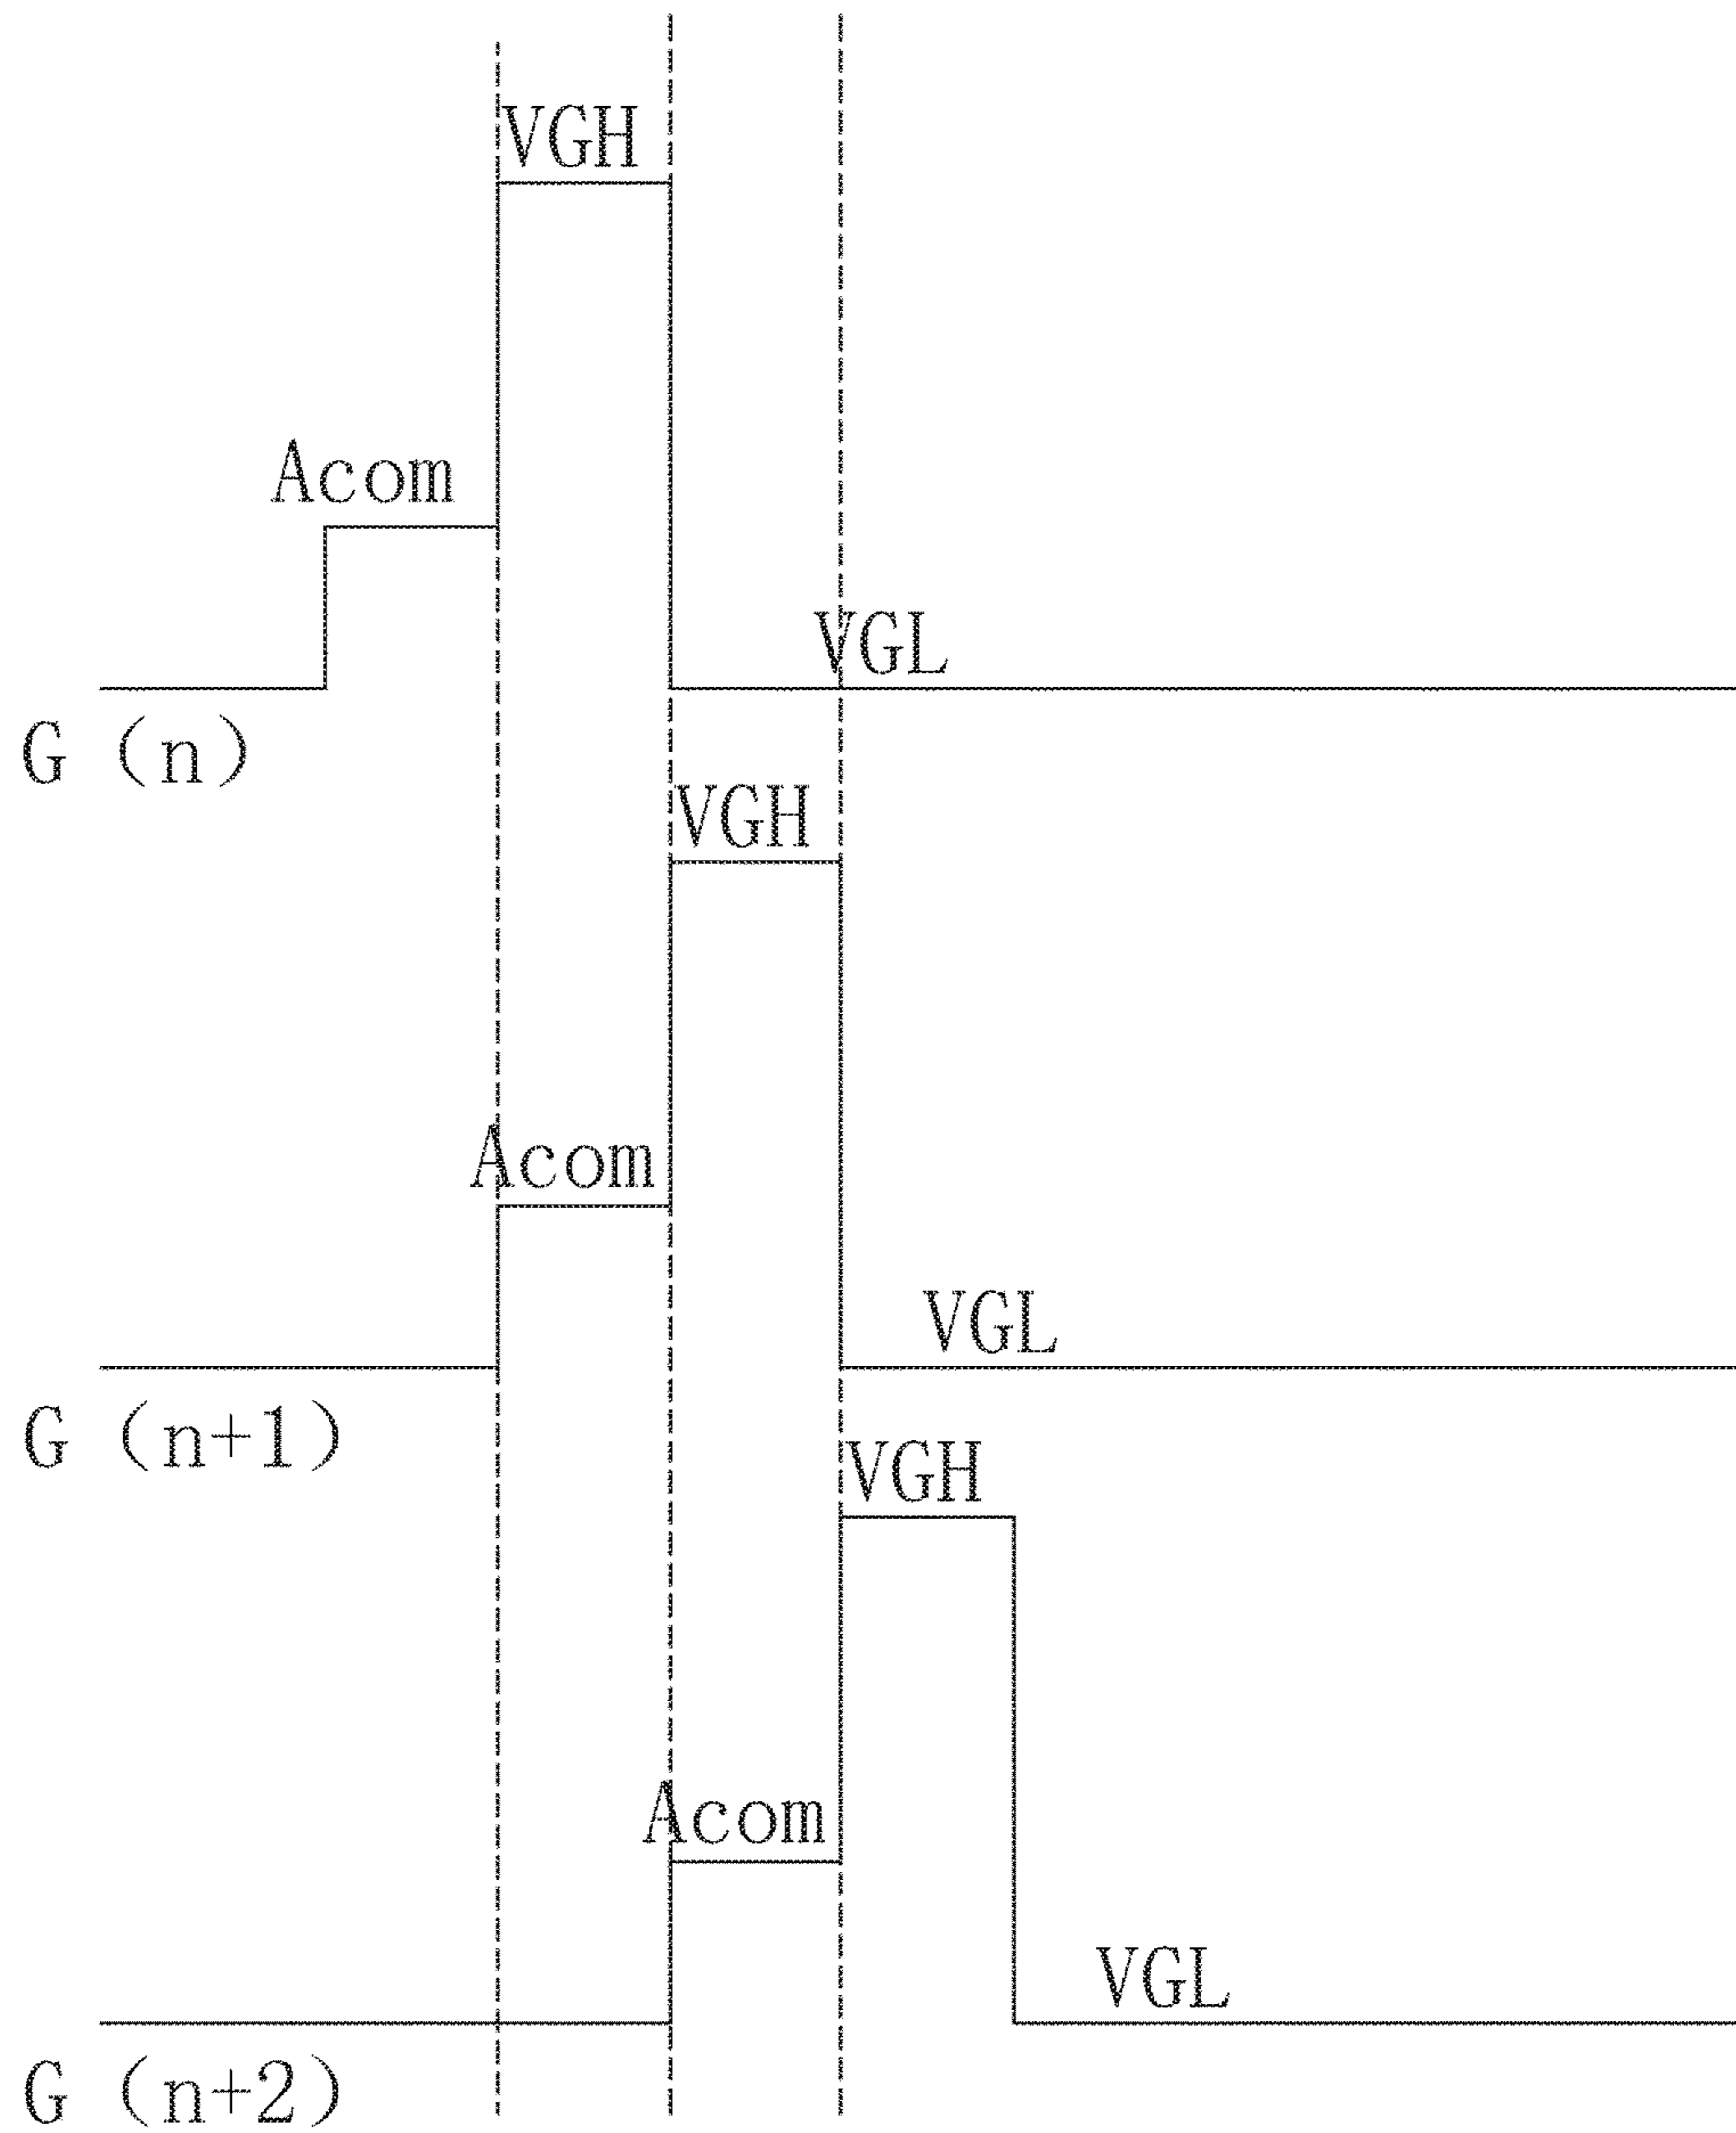 VGH
Acom
VGL
G (n)
VGH
Acom
VGL
G (n+1)
VGH
Acom
VGL
G (n+2)